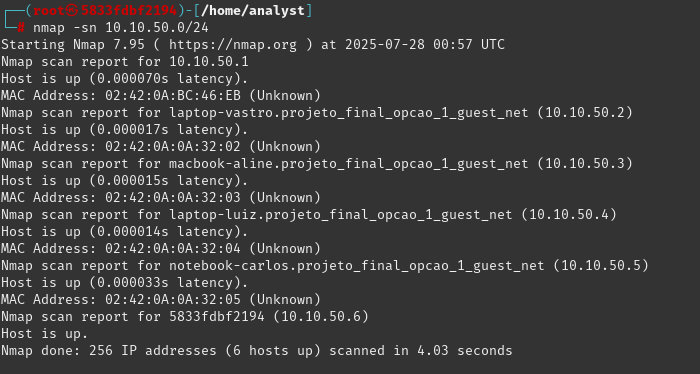 ┌──(root㉿5833fdbf2194)-[/home/analyst]
└─# nmap -sn 10.10.50.0/24
Starting Nmap 7.95 ( https://nmap.org ) at 2025-07-28 00:57 UTC
Nmap scan report for 10.10.50.1
Host is up (0.000070s latency).
MAC Address: 02:42:0A:BC:46:EB (Unknown)
Nmap scan report for laptop-vastro.projeto_final_opcao_1_guest_net (10.10.50.2)
Host is up (0.000017s latency).
MAC Address: 02:42:0A:0A:32:02 (Unknown)
Nmap scan report for macbook-aline.projeto_final_opcao_1_guest_net (10.10.50.3)
Host is up (0.000015s latency).
MAC Address: 02:42:0A:0A:32:03 (Unknown)
Nmap scan report for laptop-luiz.projeto_final_opcao_1_guest_net (10.10.50.4)
Host is up (0.000014s latency).
MAC Address: 02:42:0A:0A:32:04 (Unknown)
Nmap scan report for notebook-carlos.projeto_final_opcao_1_guest_net (10.10.50.5)
Host is up (0.000033s latency).
MAC Address: 02:42:0A:0A:32:05 (Unknown)
Nmap scan report for 5833fdbf2194 (10.10.50.6)
Host is up.
Nmap done: 256 IP addresses (6 hosts up) scanned in 4.03 seconds